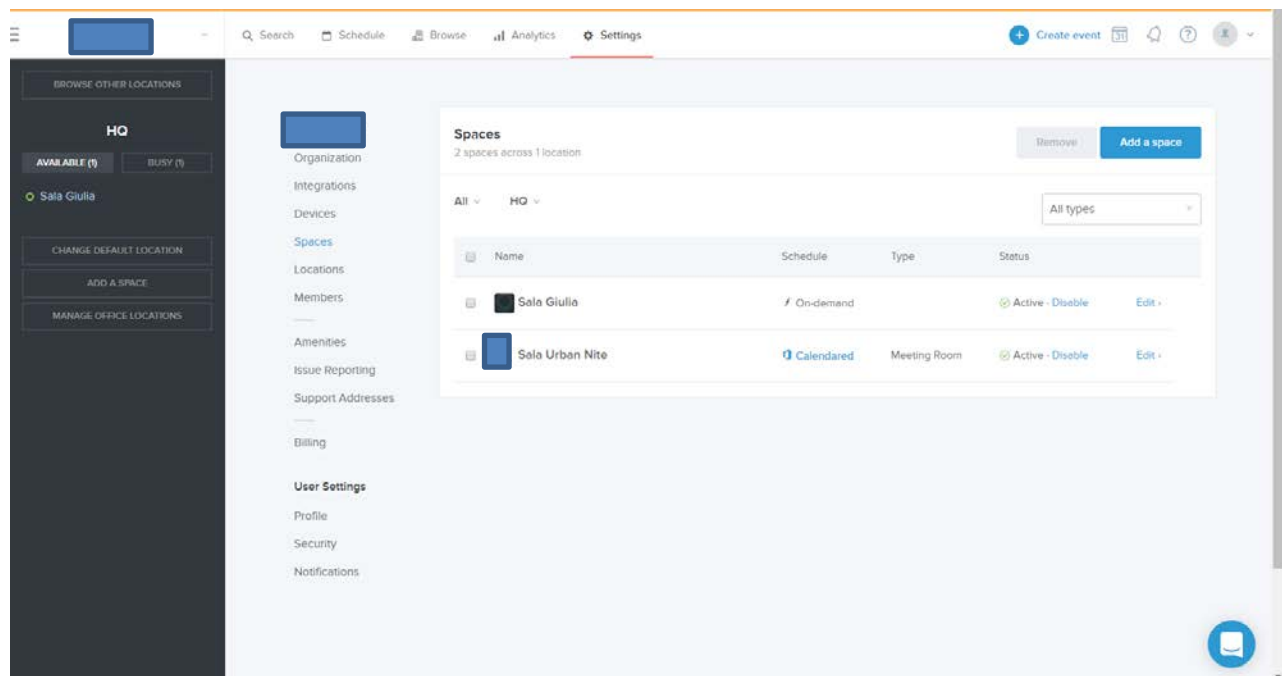 Search Schedule Browse Analytics Settings Create event 31 ?
BROWSE OTHER LOCATIONS
HQ
AVAILABLE (1) BUSY (1)
Sala Giulia
CHANGE DEFAULT LOCATION
ADD A SPACE
MANAGE OFFICE LOCATIONS
Organization
Integrations
Devices
Spaces
Locations
Members
Amenities
Issue Reporting
Support Addresses
Billing
User Settings
Profile
Security
Notifications
Spaces
2 spaces across 1 location
Remove Add a space
All HQ All types
Name Schedule Type Status
Sala Giulia On-demand Active - Disable Edit ›
Sala Urban Nite Calendared Meeting Room Active - Disable Edit ›